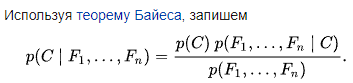 Используя теорему Байеса, запишем
p(C | F₁, . . . , Fₙ) = p(C) p(F₁, . . . , Fₙ | C) / p(F₁, . . . , Fₙ).